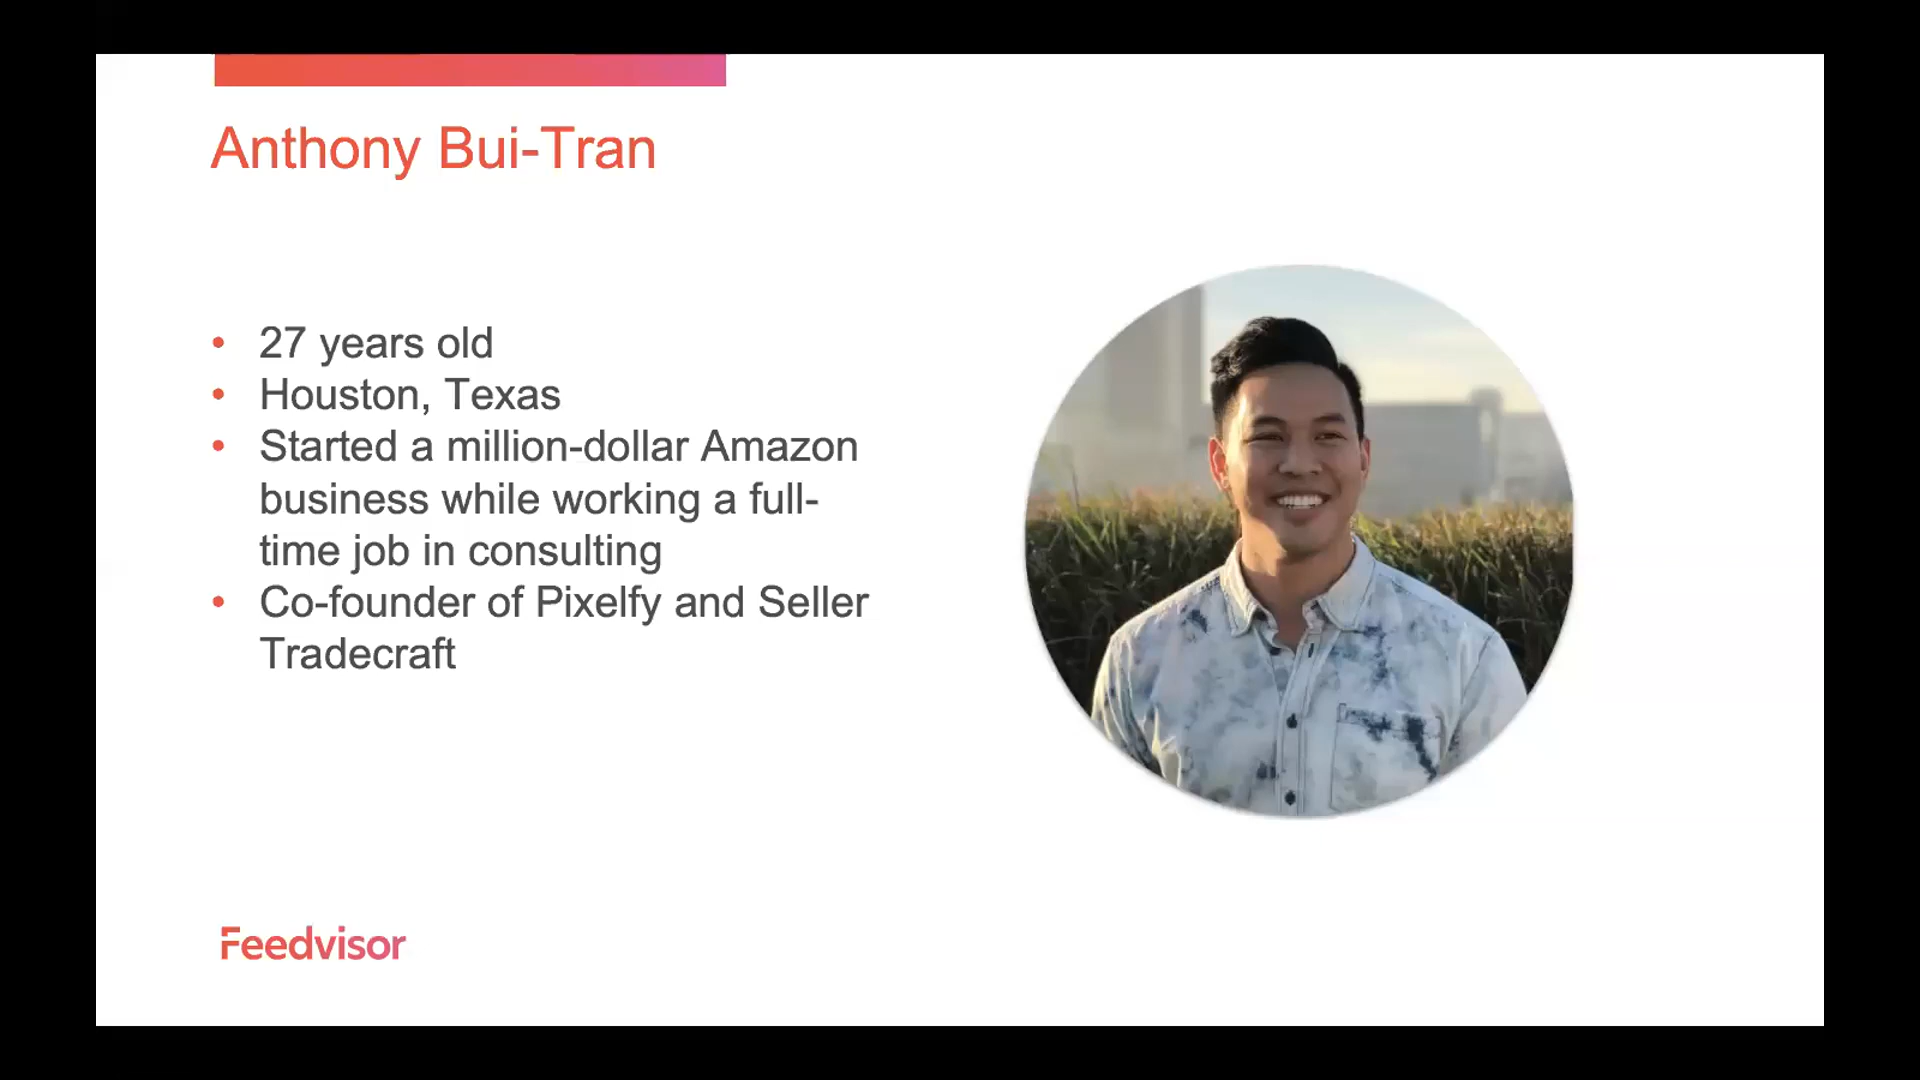 Anthony Bui-Tran
• 27 years old
• Houston, Texas
• Started a million-dollar Amazon
business while working a full-
time job in consulting
• Co-founder of Pixelfy and Seller
Tradecraft
Feedvisor